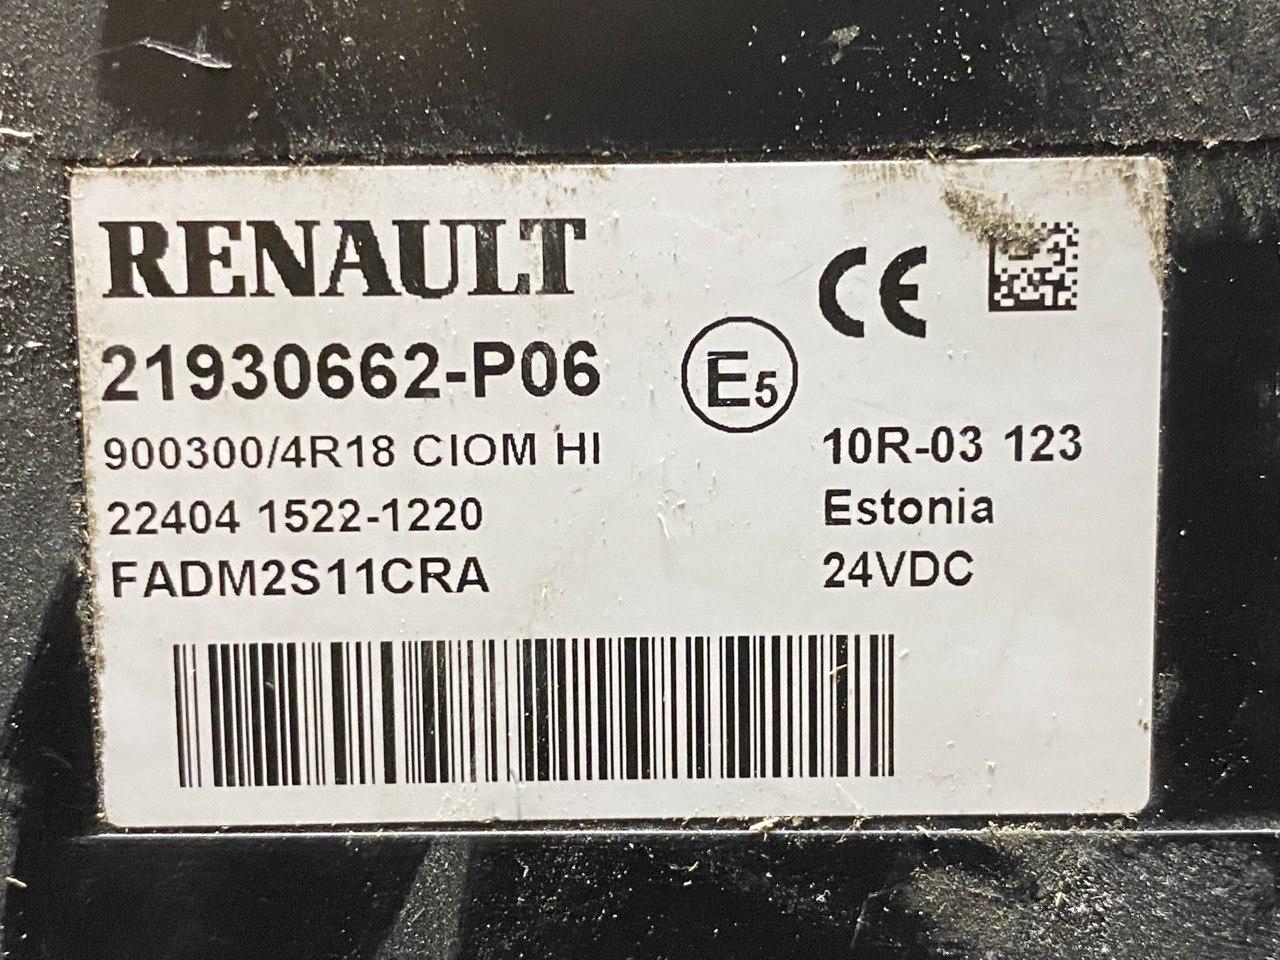 RENAULT
CE
21930662-P06
E5
900300/4R18 CIOM HI
10R-03 123
22404 1522-1220
Estonia
FADM2S11CRA
24VDC